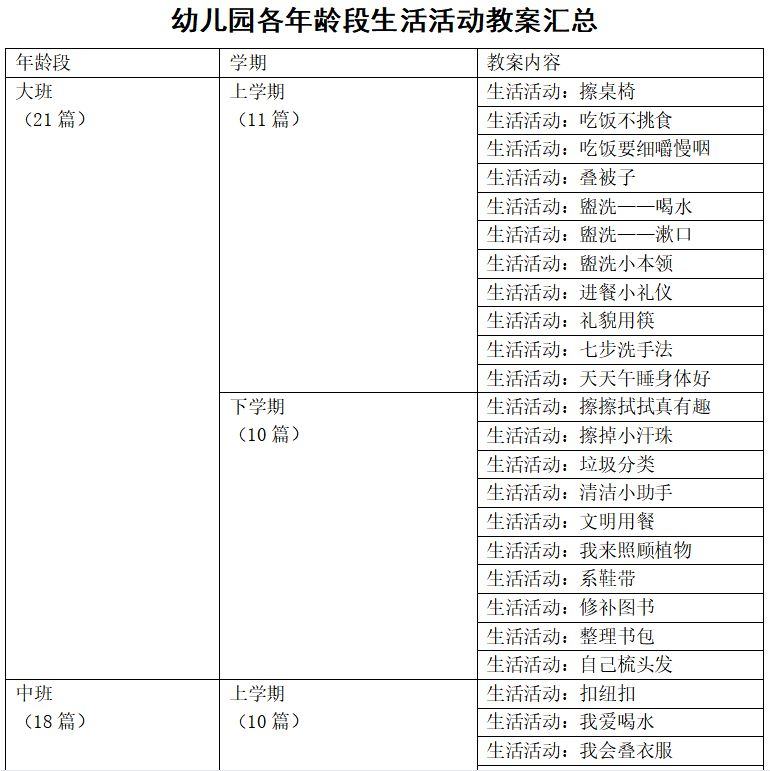 幼儿园各年龄段生活活动教案汇总
年龄段 学期 教案内容
大班 上学期 生活活动：擦桌椅
（21 篇） （11 篇） 生活活动：吃饭不挑食
生活活动：吃饭要细嚼慢咽
生活活动：叠被子
生活活动：盥洗——喝水
生活活动：盥洗——漱口
生活活动：盥洗小本领
生活活动：进餐小礼仪
生活活动：礼貌用筷
生活活动：七步洗手法
生活活动：天天午睡身体好
下学期 生活活动：擦擦拭拭真有趣
（10 篇） 生活活动：擦掉小汗珠
生活活动：垃圾分类
生活活动：清洁小助手
生活活动：文明用餐
生活活动：我来照顾植物
生活活动：系鞋带
生活活动：修补图书
生活活动：整理书包
生活活动：自己梳头发
中班 上学期 生活活动：扣纽扣
（18 篇） （10 篇） 生活活动：我爱喝水
生活活动：我会叠衣服